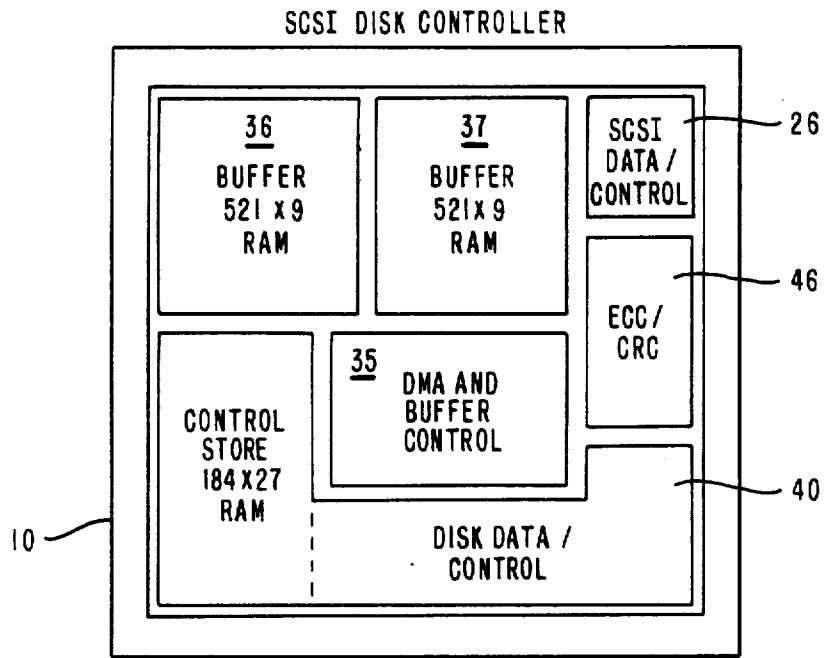 SCSI DISK CONTROLLER
36
BUFFER
521 X 9
RAM
37
BUFFER
521 X 9
RAM
SCSI
DATA /
CONTROL
26
ECC /
CRC
46
CONTROL
STORE
184 X 27
RAM
35
DMA AND
BUFFER
CONTROL
DISK DATA /
CONTROL
40
10